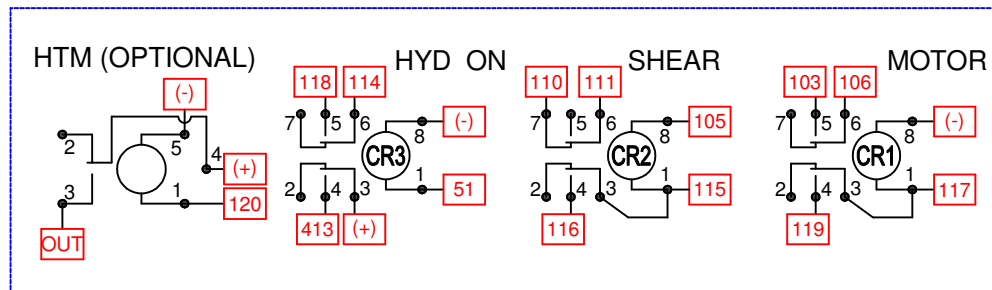 HTM (OPTIONAL) HYD ON SHEAR MOTOR
(-) 118 114 110 111 103 106
7 5 6 8 (-) 7 5 6 8 105 7 5 6 8 (-)
2 5 4 (+) CR3 CR2 CR1
3 1 120 2 4 3 1 51 2 4 3 1 115 2 4 3 1 117
OUT 413 (+) 116 119